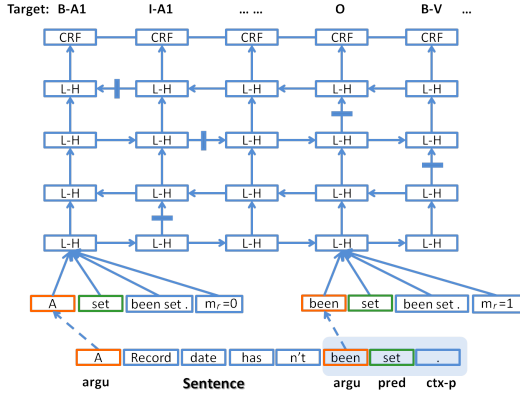 Target: B-A1 I-A1 ... ... O B-V ...
CRF CRF CRF CRF CRF
L-H L-H L-H L-H L-H
L-H L-H L-H L-H L-H
L-H L-H L-H L-H L-H
L-H L-H L-H L-H L-H
A set been set . mr=0 been set been set . mr=1
A Record date has n't been set .
argu Sentence argu pred ctx-p